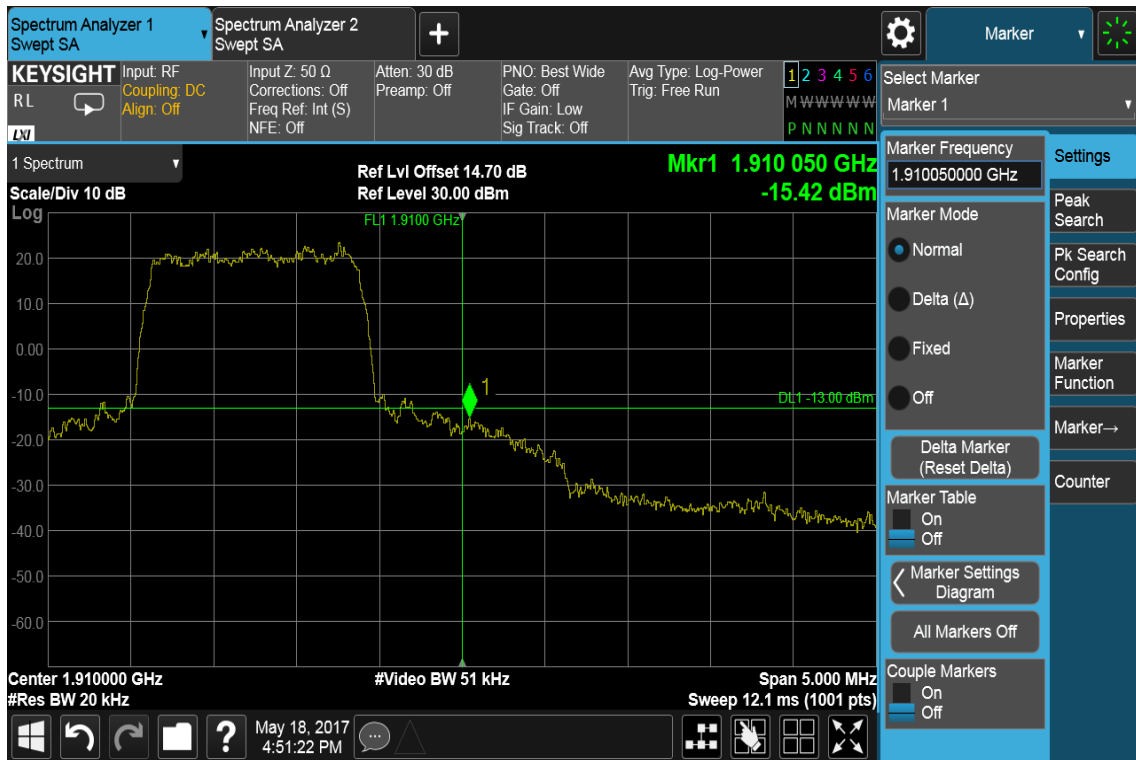 Spectrum Analyzer 1
Swept SA
Spectrum Analyzer 2
Swept SA
+
Marker
KEYSIGHT
R L
LXI
Input: RF
Coupling: DC
Align: Off
Input Z: 50 Ω
Corrections: Off
Freq Ref: Int (S)
NFE: Off
Atten: 30 dB
Preamp: Off
PNO: Best Wide
Gate: Off
IF Gain: Low
Sig Track: Off
Avg Type: Log-Power
Trig: Free Run
1 2 3 4 5 6
M W W W W W
P N N N N N
Select Marker
Marker 1
1 Spectrum
Scale/Div 10 dB
Log
Ref Lvl Offset 14.70 dB
Ref Level 30.00 dBm
Mkr1 1.910 050 GHz
-15.42 dBm
FL1 1.9100 GHz
20.0
10.0
0.00
-10.0
-20.0
-30.0
-40.0
-50.0
-60.0
1
DL1 -13.00 dBm
Center 1.910000 GHz
#Res BW 20 kHz
#Video BW 51 kHz
Span 5.000 MHz
Sweep 12.1 ms (1001 pts)
Marker Frequency
1.910050000 GHz
Marker Mode
Normal
Delta (Δ)
Fixed
Off
Delta Marker
(Reset Delta)
Marker Table
On
Off
Marker Settings
Diagram
All Markers Off
Couple Markers
On
Off
Settings
Peak
Search
Pk Search
Config
Properties
Marker
Function
Marker→
Counter
?
May 18, 2017
4:51:22 PM